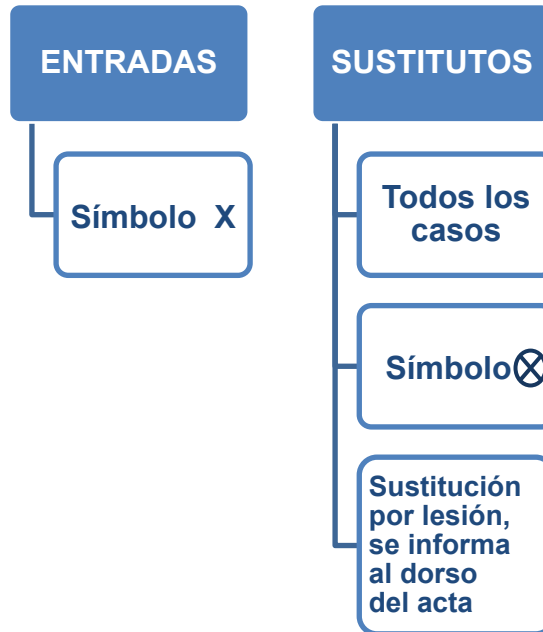 ENTRADAS
Símbolo X
SUSTITUTOS
Todos los
casos
Símbolo ⊗
Sustitución
por lesión,
se informa
al dorso
del acta